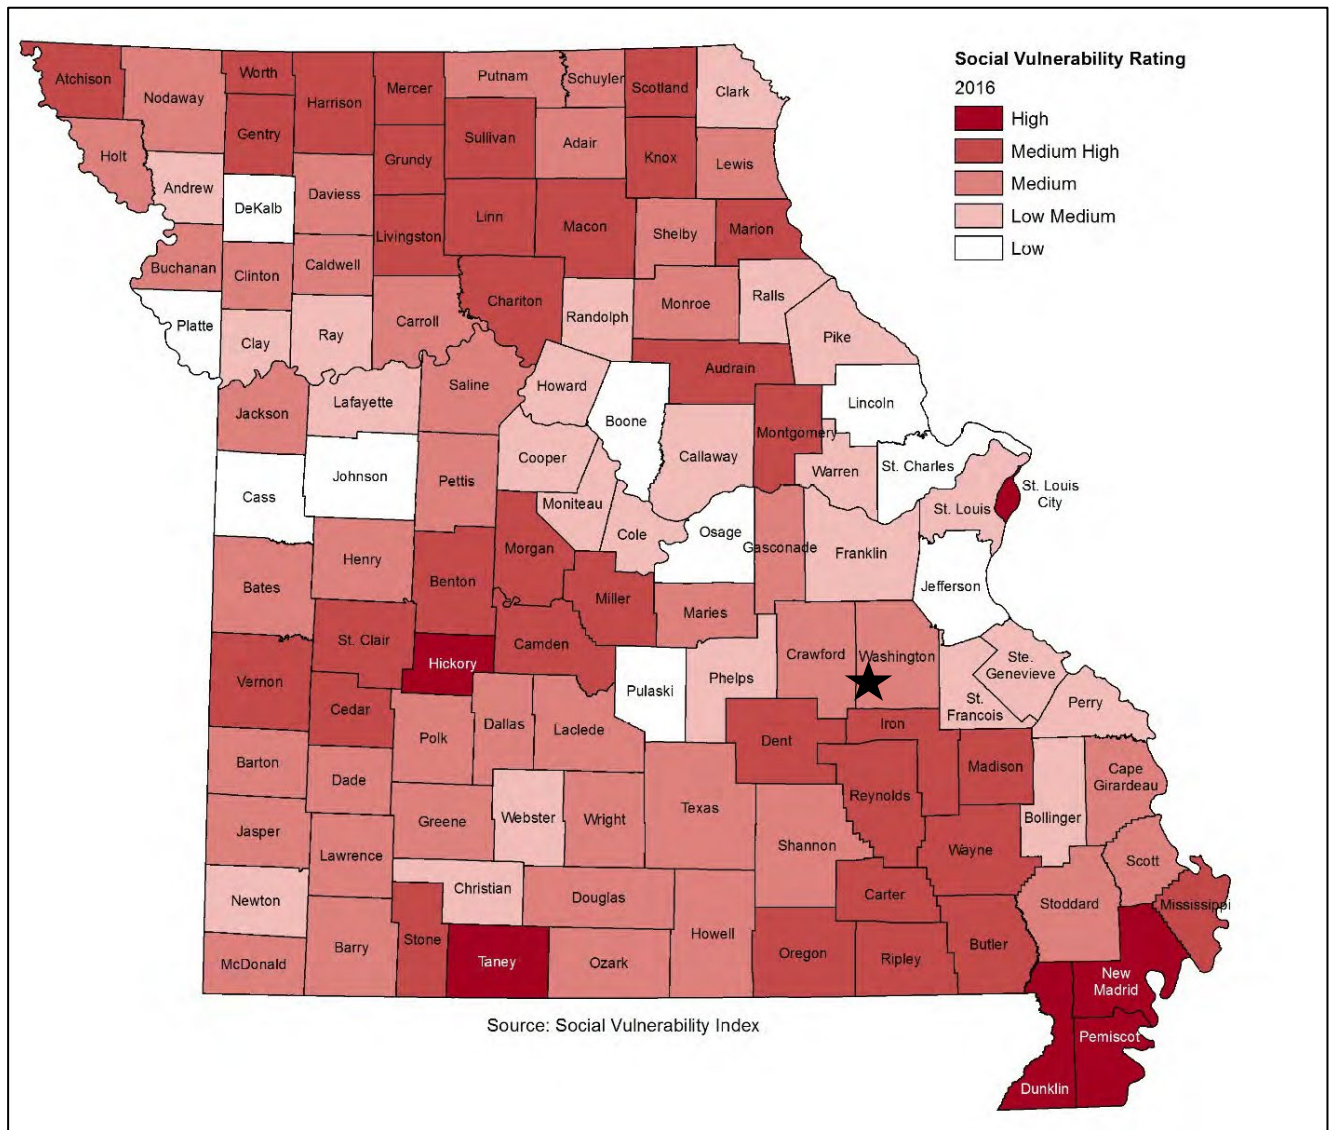 Social Vulnerability Rating
2016
High
Medium High
Medium
Low Medium
Low
Atchison
Nodaway
Worth
Harrison
Mercer
Putnam
Schuyler
Scotland
Clark
Gentry
Sullivan
Adair
Knox
Lewis
Holt
Andrew
DeKalb
Daviess
Grundy
Linn
Macon
Shelby
Marion
Livingston
Buchanan
Clinton
Caldwell
Chariton
Randolph
Monroe
Ralls
Platte
Clay
Ray
Carroll
Pike
Audrain
Jackson
Lafayette
Saline
Howard
Boone
Lincoln
Montgomery
Callaway
Cooper
Warren
St. Charles
Cass
Johnson
Pettis
Moniteau
Cole
Osage
St. Louis
St. Louis
City
Gasconade
Franklin
Jefferson
Bates
Henry
Benton
Morgan
Miller
Maries
St. Clair
Hickory
Camden
Pulaski
Phelps
Crawford
Washington
Ste.
Genevieve
St.
Francois
Perry
Vernon
Cedar
Polk
Dallas
Laclede
Dent
Iron
Madison
Cape
Girardeau
Barton
Dade
Texas
Reynolds
Bollinger
Jasper
Lawrence
Greene
Webster
Wright
Shannon
Wayne
Scott
Newton
Christian
Douglas
Howell
Carter
Stoddard
Mississippi
McDonald
Barry
Stone
Taney
Ozark
Oregon
Ripley
Butler
New
Madrid
Pemiscot
Dunklin
Source: Social Vulnerability Index